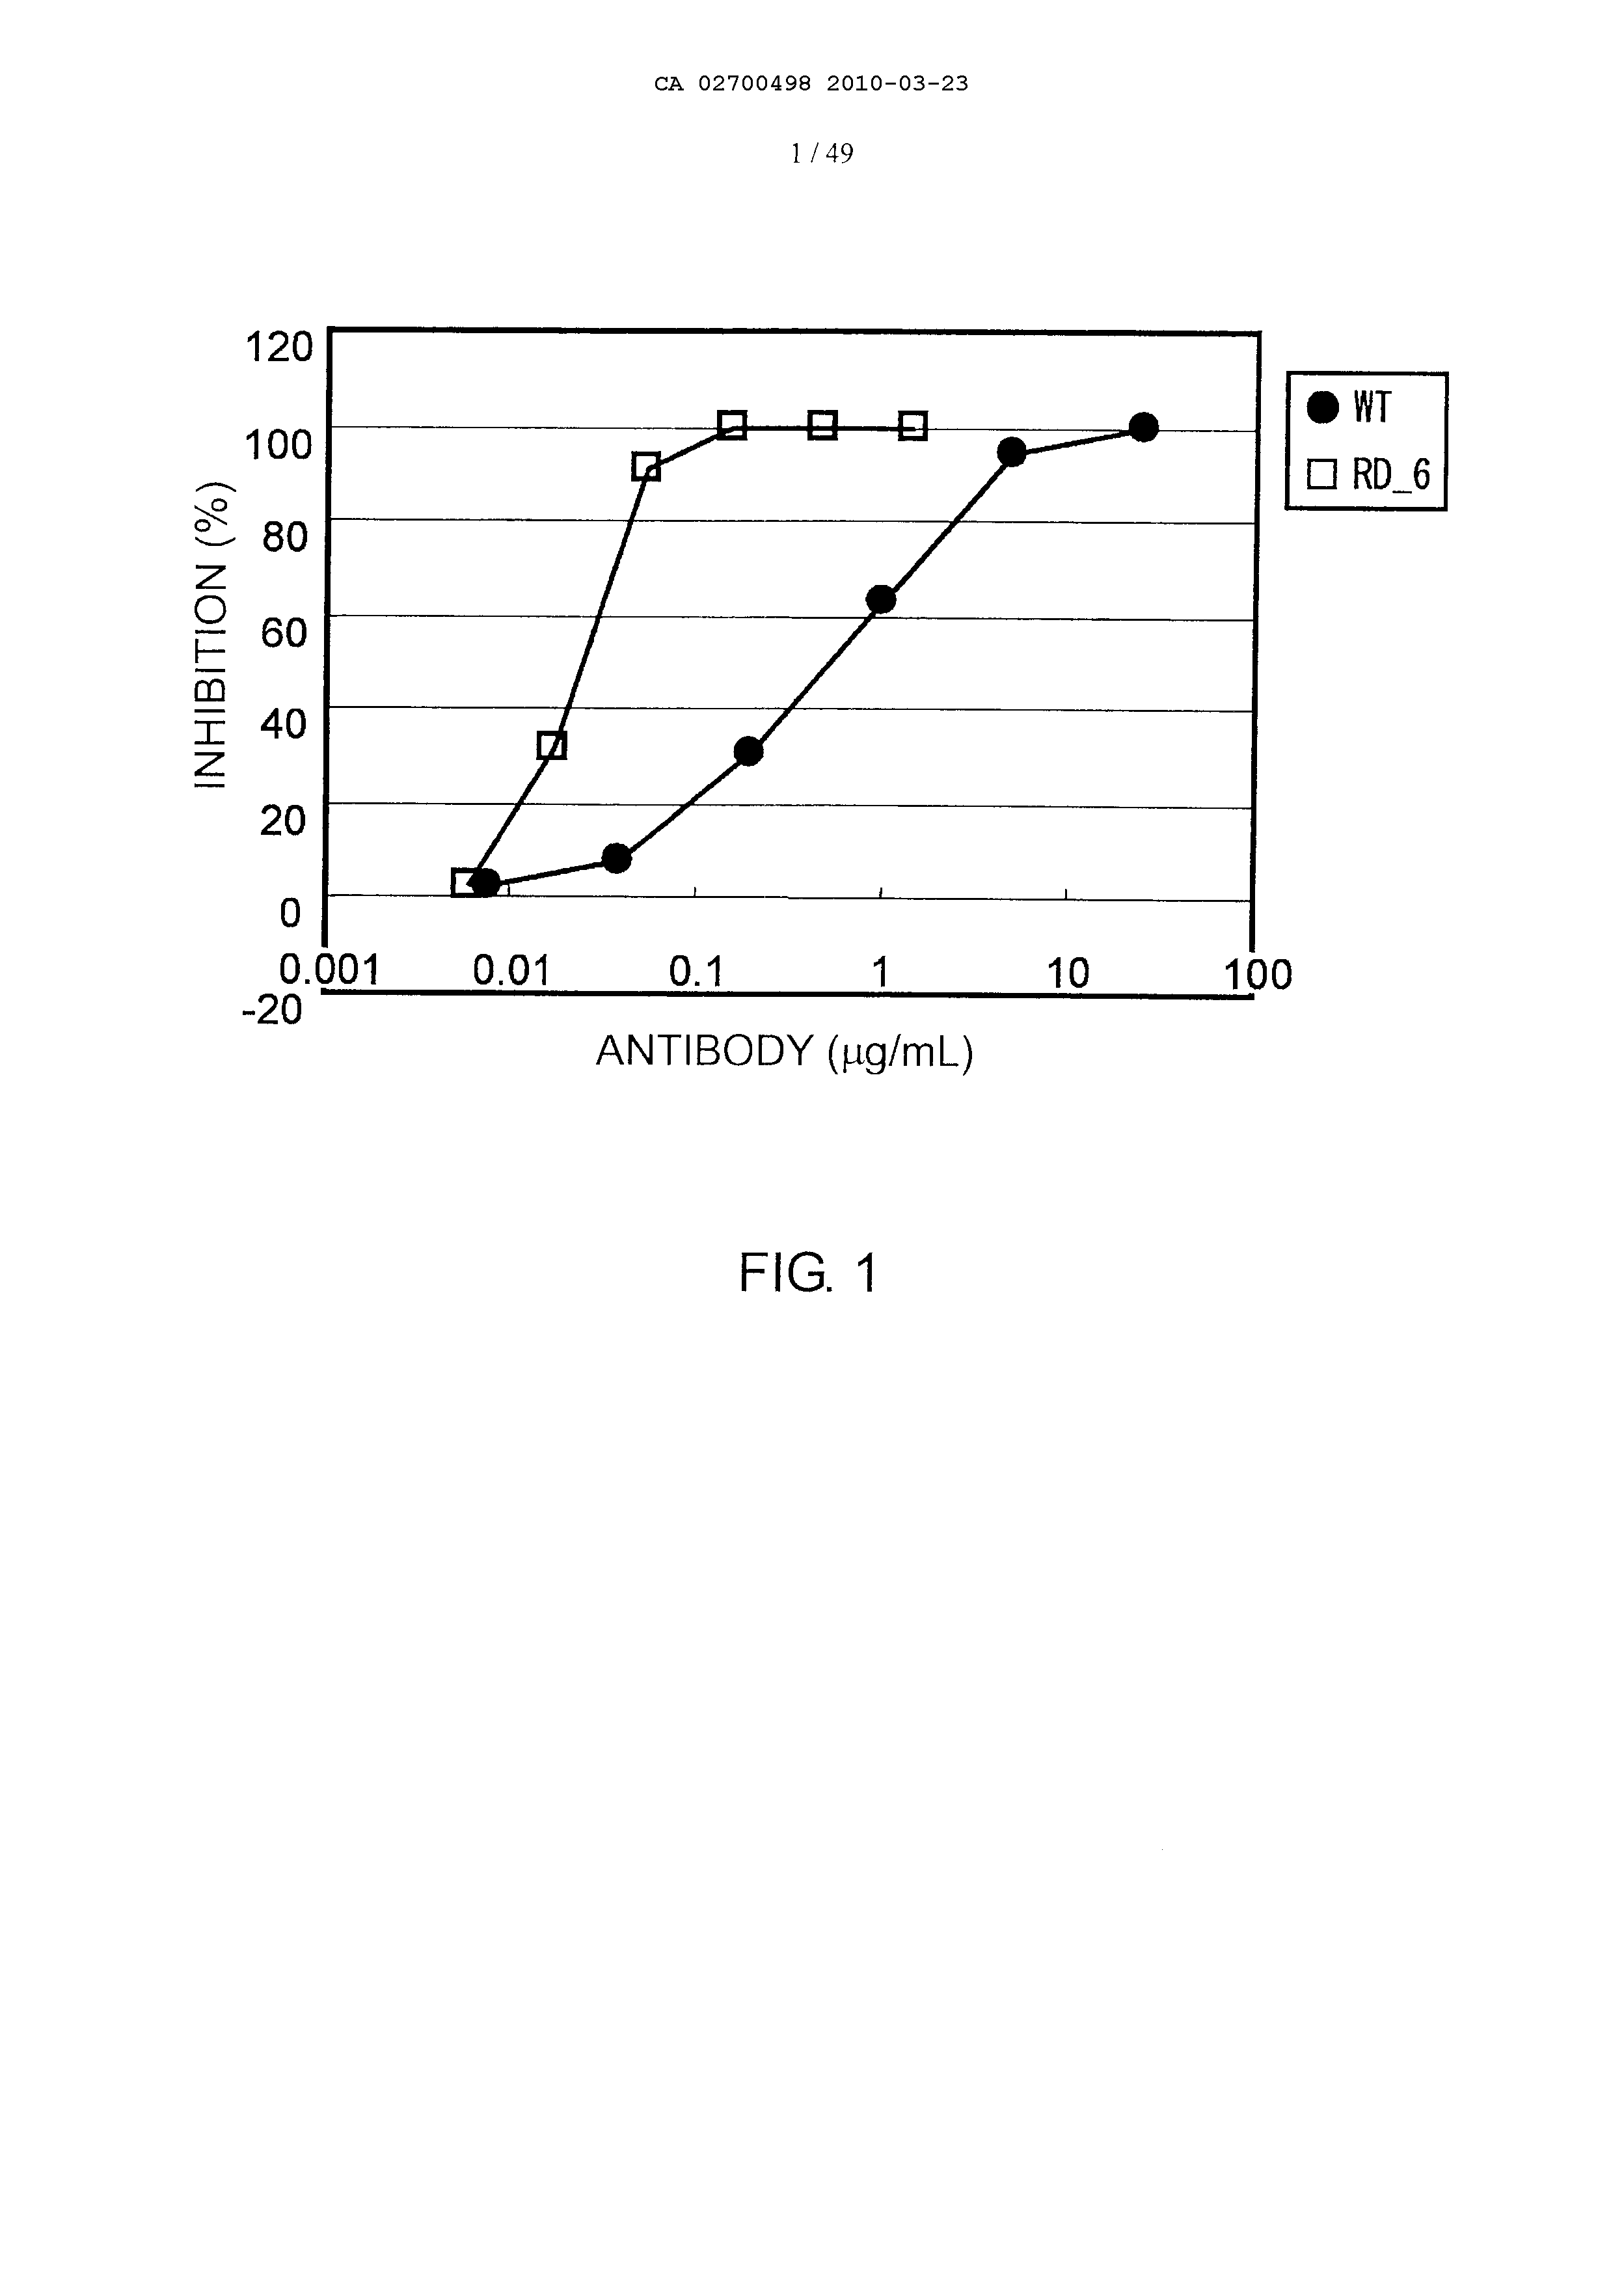 CA 02700498 2010-03-23
1 / 49
120
100
80
60
40
20
0
-20
INHIBITION (%)
0.001 0.01 0.1 1 10 100
ANTIBODY (µg/mL)
WT
RD_6
FIG. 1